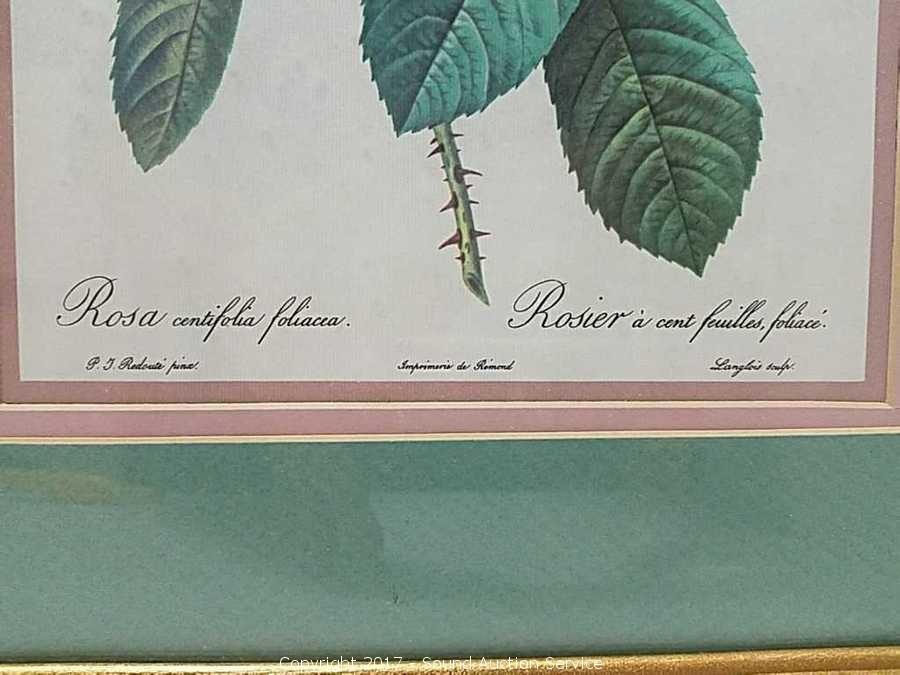 Rosa centifolia foliacea.
Rosier à cent feuilles, foliacé.
P. J. Redouté pinx.
Imprimerie de Rémond
Langlois sculp.
Copyright 2017 - Sound Auction Service